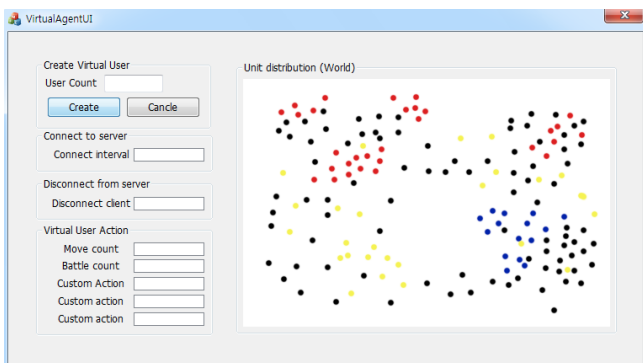 VirtualAgentUI
Create Virtual User
User Count
Create Cancle
Connect to server
Connect interval
Disconnect from server
Disconnect client
Virtual User Action
Move count
Battle count
Custom Action
Custom action
Custom action
Unit distribution (World)